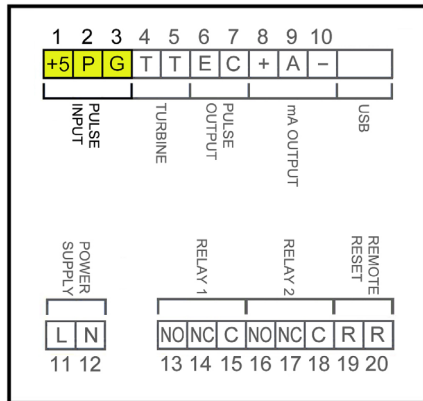 1 2 3 4 5 6 7 8 9 10
+5 P G T T E C + A −
PULSE
INPUT
TURBINE
PULSE
OUTPUT
mA OUTPUT
USB
POWER
SUPPLY
RELAY 1
RELAY 2
REMOTE
RESET
L N NO NC C NO NC C R R
11 12 13 14 15 16 17 18 19 20